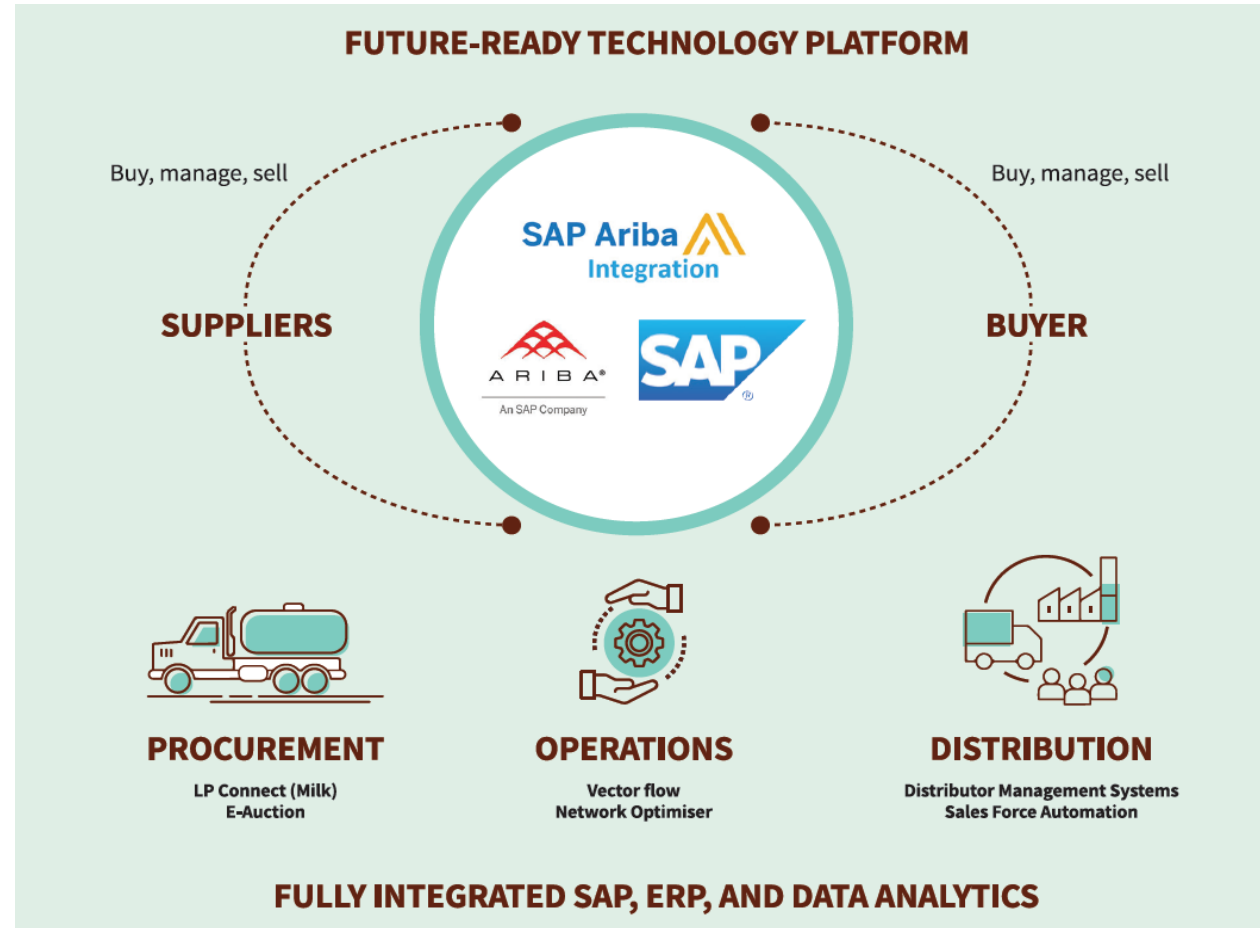 FUTURE-READY TECHNOLOGY PLATFORM
Buy, manage, sell
Buy, manage, sell
SAP Ariba
Integration
SUPPLIERS
BUYER
ARIBA®
An SAP Company
SAP
®
PROCUREMENT
LP Connect (Milk)
E-Auction
OPERATIONS
Vector flow
Network Optimiser
DISTRIBUTION
Distributor Management Systems
Sales Force Automation
FULLY INTEGRATED SAP, ERP, AND DATA ANALYTICS